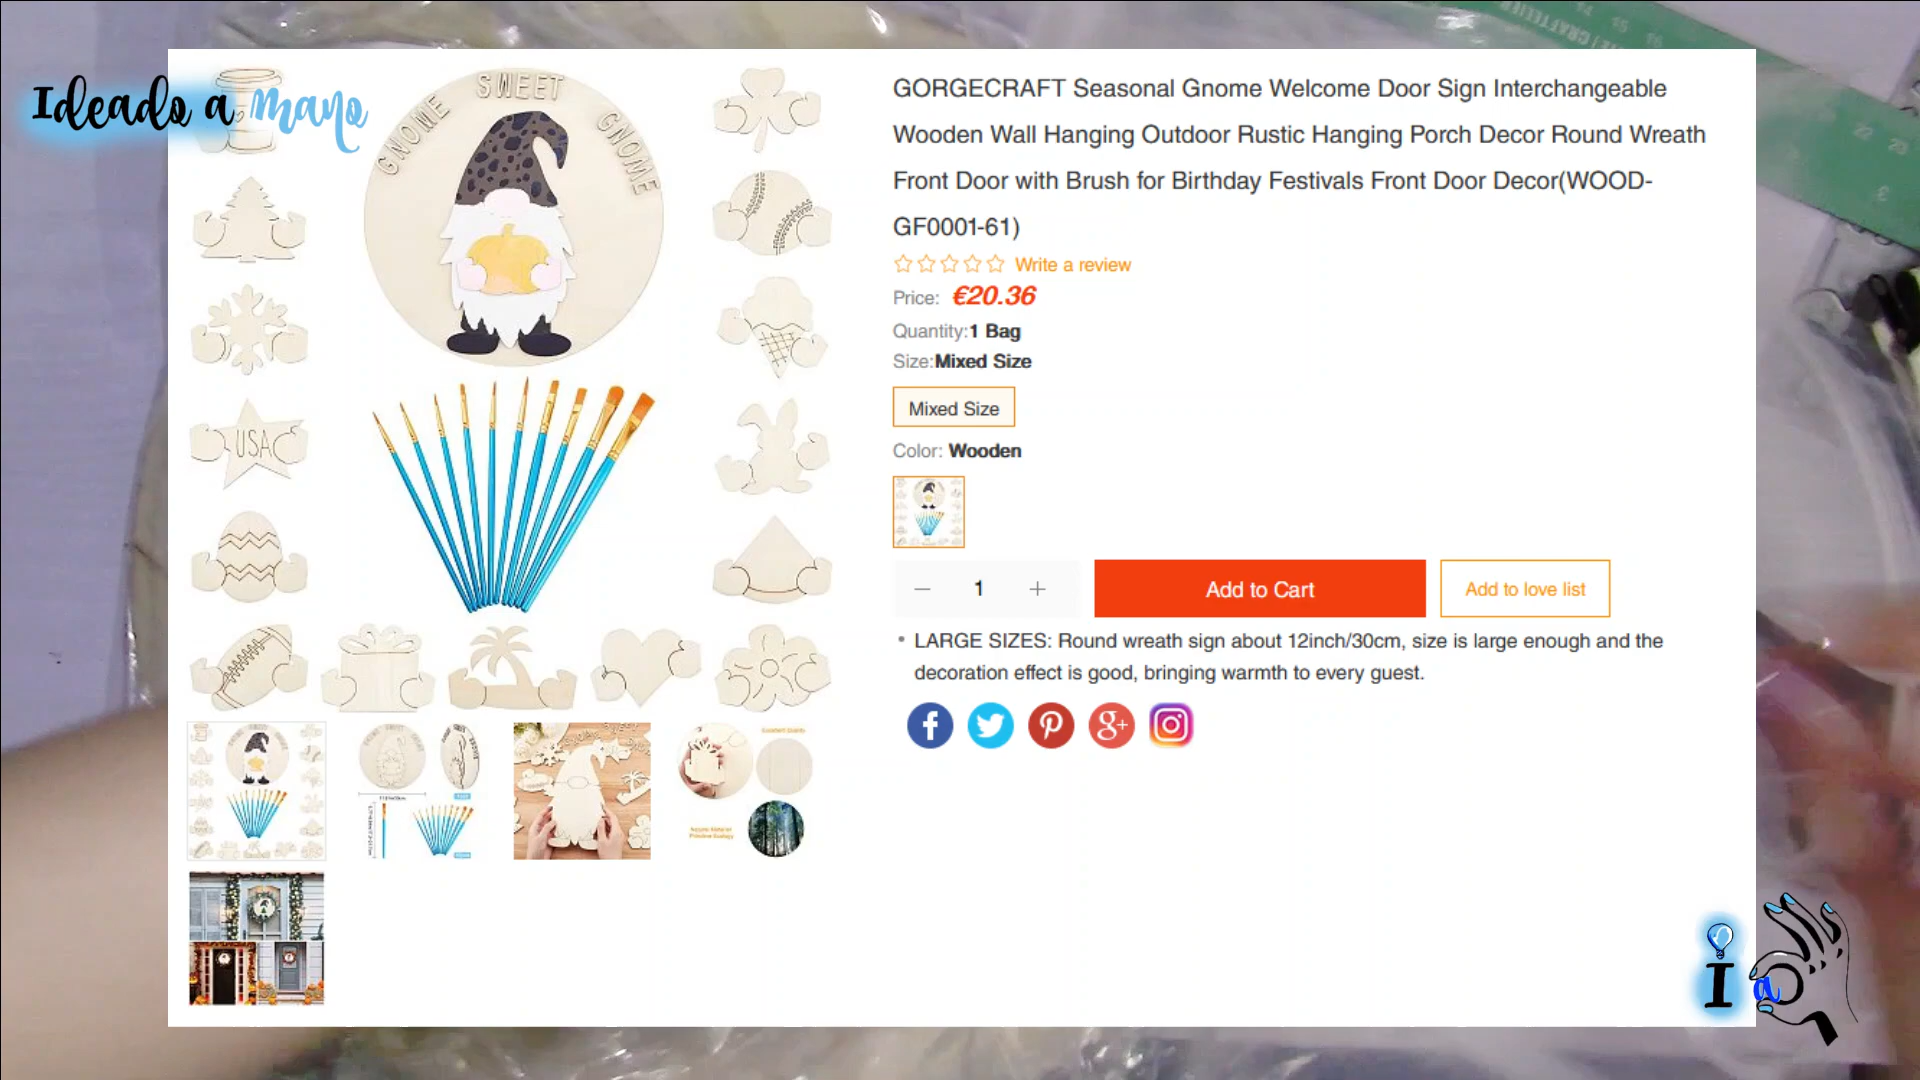 Ideado a mano
GNOME SWEET GNOME
USA
GORGECRAFT Seasonal Gnome Welcome Door Sign Interchangeable
Wooden Wall Hanging Outdoor Rustic Hanging Porch Decor Round Wreath
Front Door with Brush for Birthday Festivals Front Door Decor(WOOD-
GF0001-61)
Write a review
Price: €20.36
Quantity:1 Bag
Size:Mixed Size
Mixed Size
Color: Wooden
1
Add to Cart
Add to love list
• LARGE SIZES: Round wreath sign about 12inch/30cm, size is large enough and the
decoration effect is good, bringing warmth to every guest.
I a